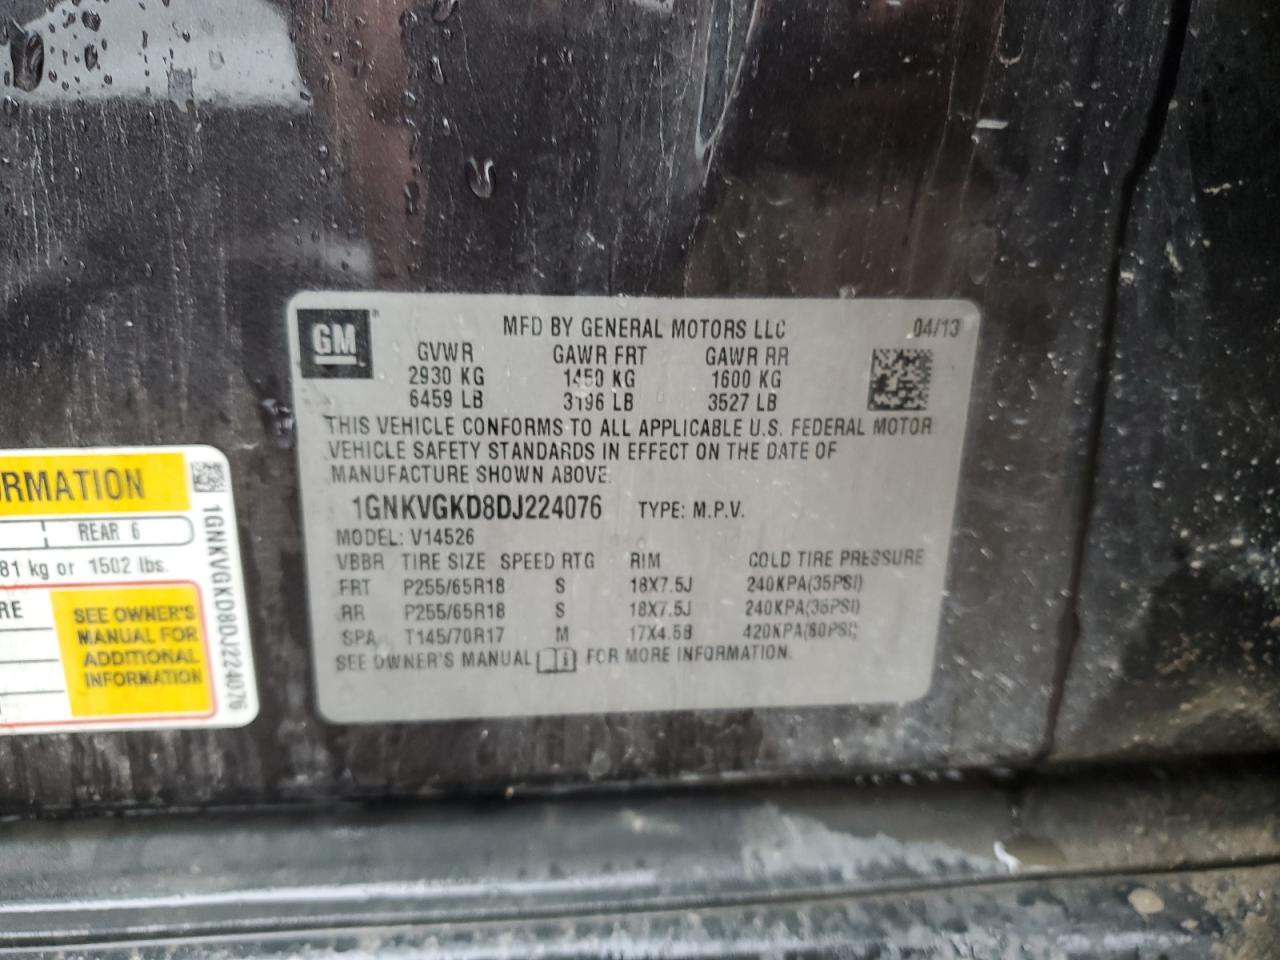 GM
MFD BY GENERAL MOTORS LLC 04/13
GVWR GAWR FRT GAWR RR
2930 KG 1450 KG 1600 KG
6459 LB 3196 LB 3527 LB
THIS VEHICLE CONFORMS TO ALL APPLICABLE U.S. FEDERAL MOTOR
VEHICLE SAFETY STANDARDS IN EFFECT ON THE DATE OF
MANUFACTURE SHOWN ABOVE.
1GNKVGKD8DJ224076 TYPE: M.P.V.
MODEL: V14526
VBBR TIRE SIZE SPEED RTG RIM COLD TIRE PRESSURE
FRT P255/65R18 S 18X7.5J 240KPA(35PSI)
RR P255/65R18 S 18X7.5J 240KPA(35PSI)
SPA T145/70R17 M 17X4.5B 420KPA(60PSI)
SEE OWNER'S MANUAL FOR MORE INFORMATION.
RMATION
REAR 6
81 kg or 1502 lbs.
RE
SEE OWNER'S
MANUAL FOR
ADDITIONAL
INFORMATION
1GNKVGKD8DJ224076